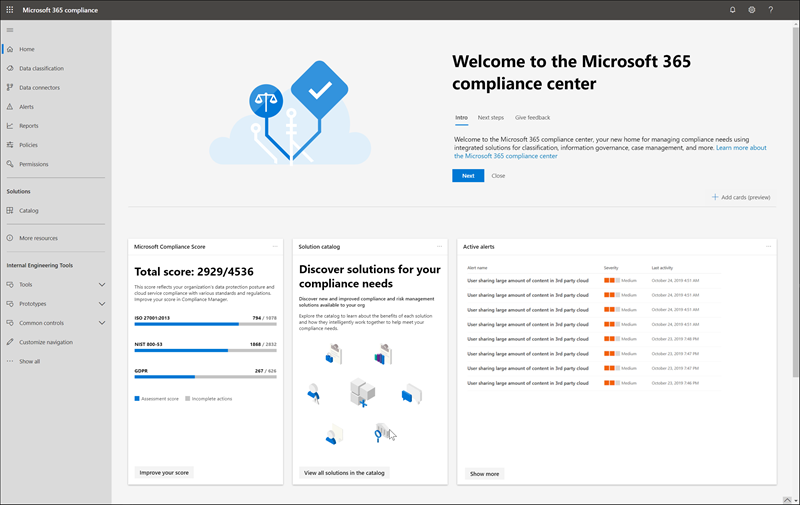 Microsoft 365 compliance
?
Home
Data classification
Data connectors
Alerts
Reports
Policies
Permissions
Solutions
Catalog
More resources
Internal Engineering Tools
Tools
Prototypes
Common controls
Customize navigation
Show all
Welcome to the Microsoft 365
compliance center
Intro Next steps Give feedback
Welcome to the Microsoft 365 compliance center, your new home for managing compliance needs using
integrated solutions for classification, information governance, case management, and more. Learn more about
the Microsoft 365 compliance center
Next Close
Add cards (preview)
Microsoft Compliance Score
Total score: 2929/4536
This score reflects your organization's data protection posture and
cloud service compliance with various standards and regulations.
Improve your score in Compliance Manager.
ISO 27001:2013 794 / 1078
NIST 800-53 1868 / 2832
GDPR 267 / 626
Assessment score Incomplete actions
Improve your score
Solution catalog
Discover solutions for your
compliance needs
Discover new and improved compliance and risk management
solutions available to your org
Explore the catalog to learn about the benefits of each solution
and how they intelligently work together to help meet your
compliance needs.
View all solutions in the catalog
Active alerts
Alert name Severity Last activity
User sharing large amount of content in 3rd party cloud Medium October 24, 2019 4:51 AM
User sharing large amount of content in 3rd party cloud Medium October 24, 2019 4:51 AM
User sharing large amount of content in 3rd party cloud Medium October 24, 2019 4:51 AM
User sharing large amount of content in 3rd party cloud Medium October 24, 2019 4:51 AM
User sharing large amount of content in 3rd party cloud Medium October 23, 2019 7:48 PM
User sharing large amount of content in 3rd party cloud Medium October 23, 2019 7:47 PM
User sharing large amount of content in 3rd party cloud Medium October 23, 2019 7:47 PM
User sharing large amount of content in 3rd party cloud Medium October 23, 2019 7:46 PM
Show more